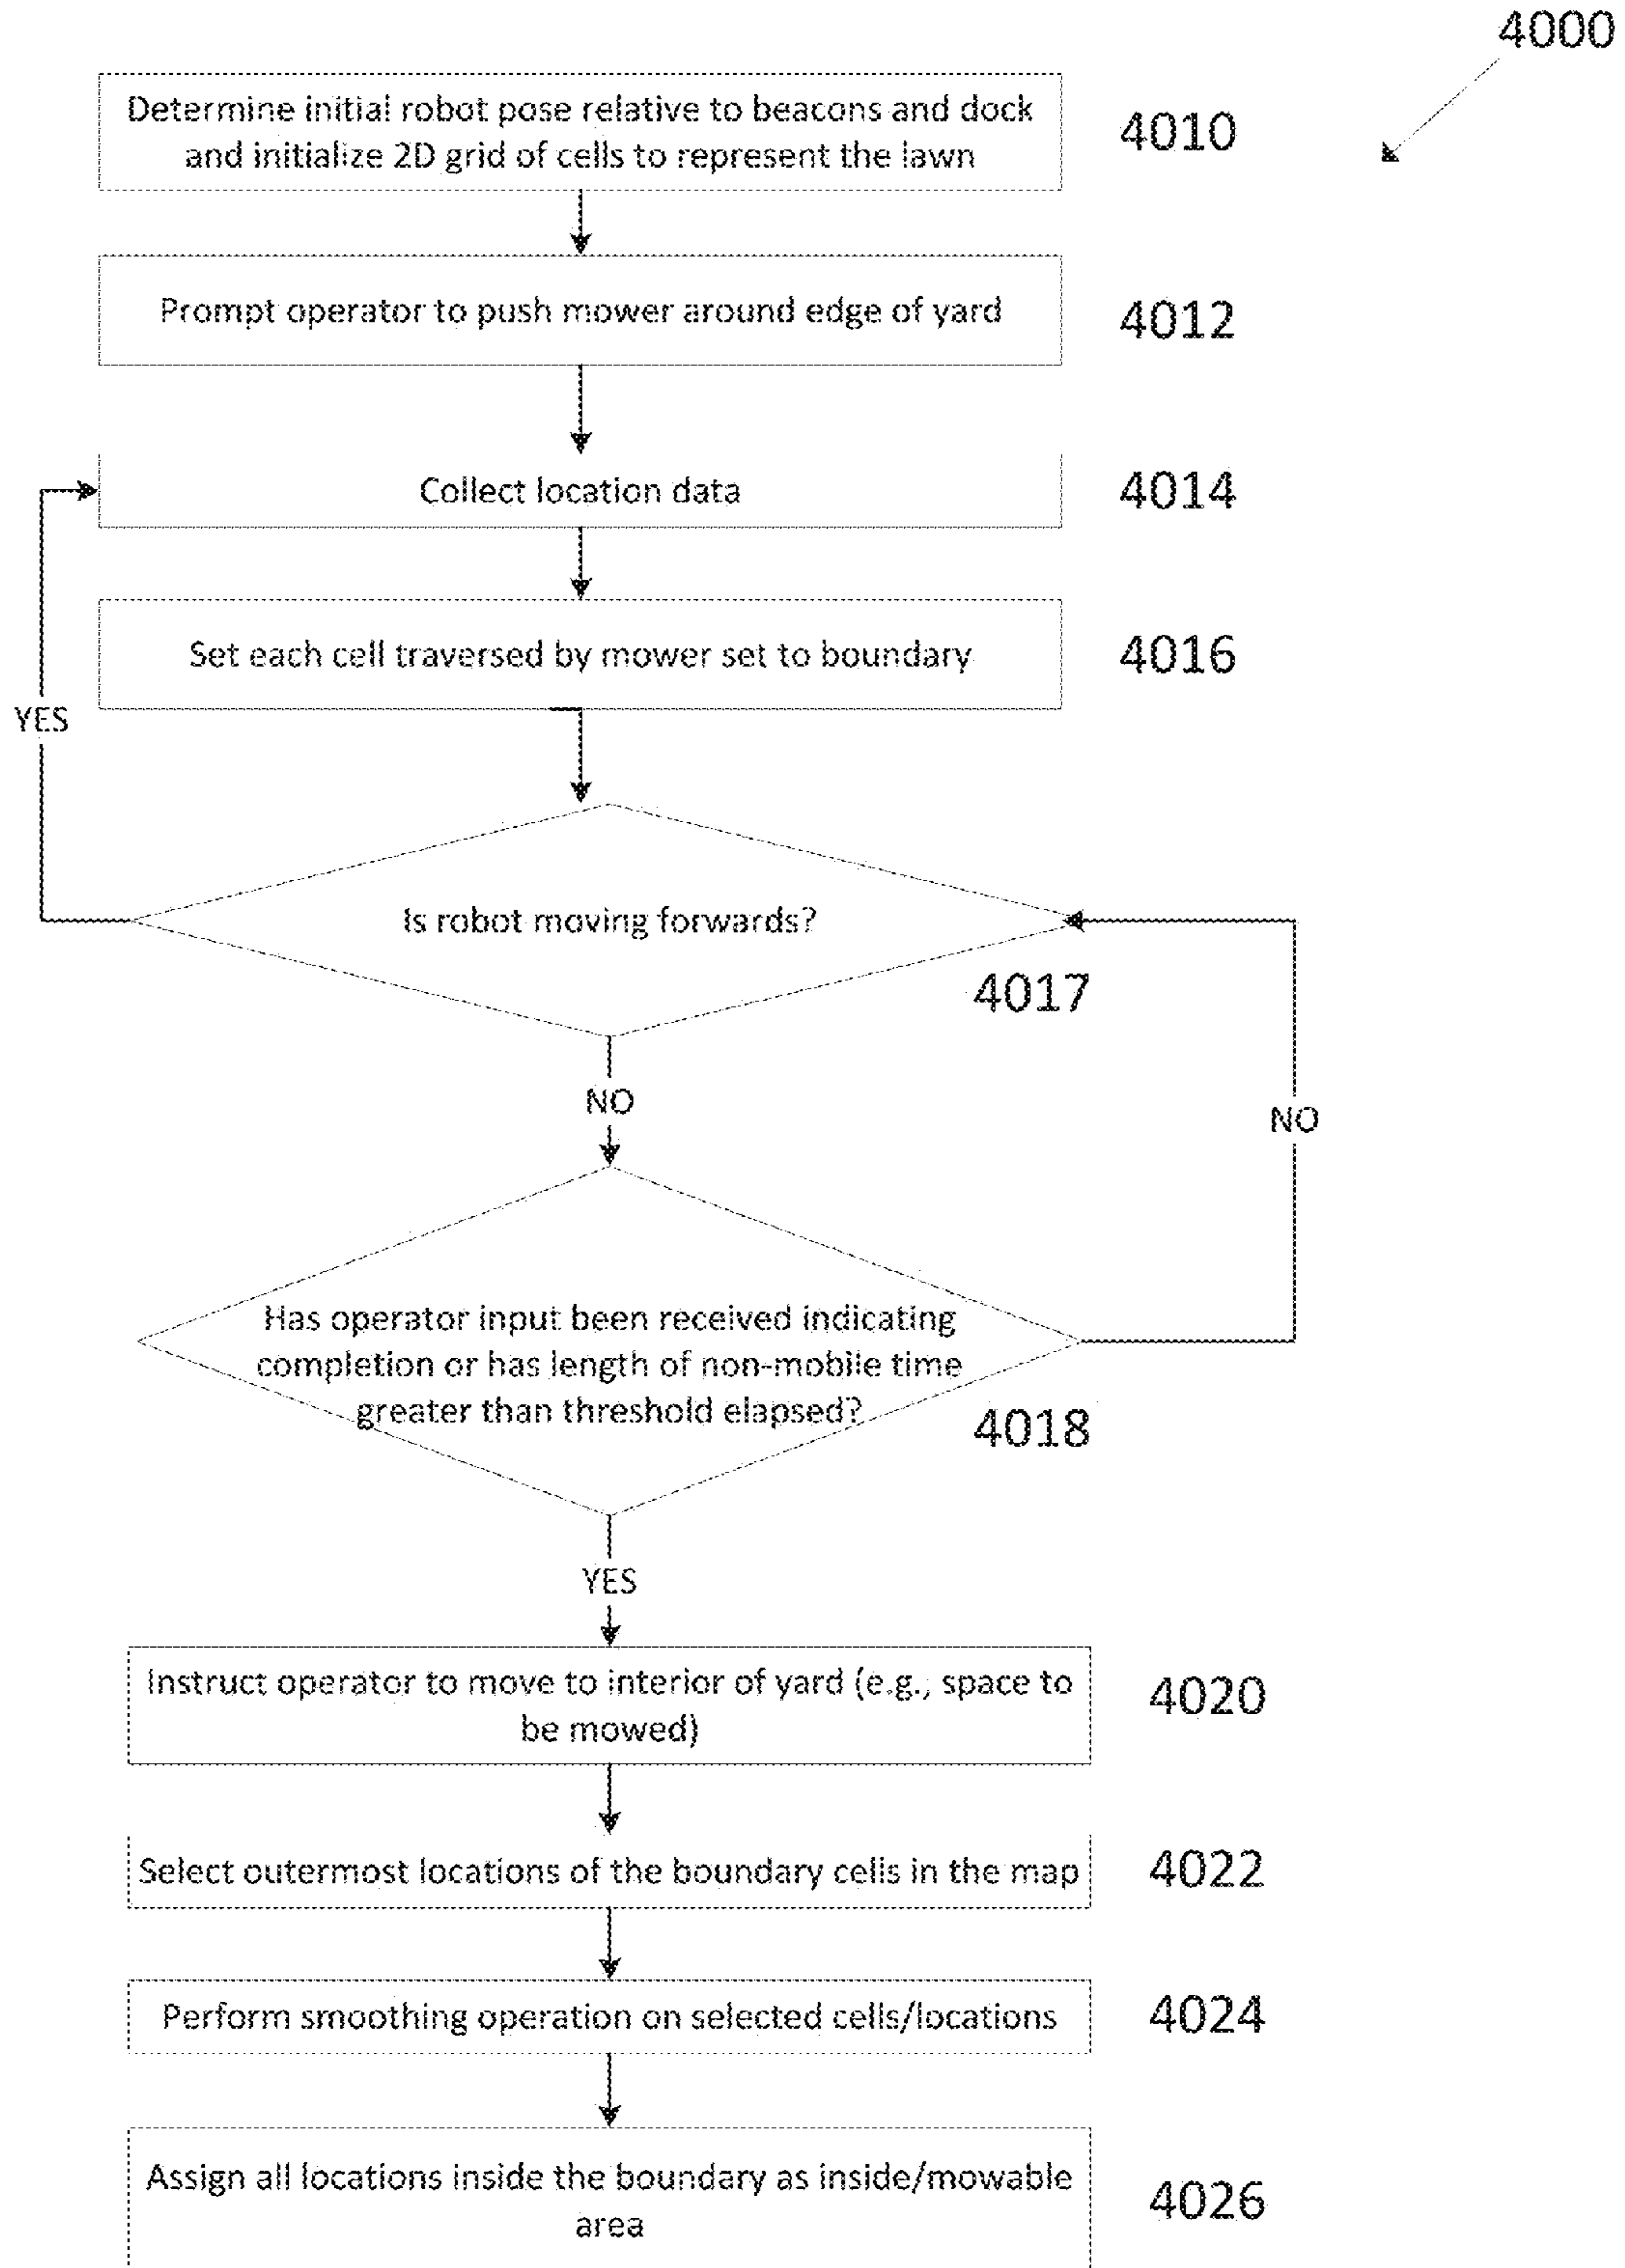 4000
Determine initial robot pose relative to beacons and dock
and initialize 2D grid of cells to represent the lawn
4010
Prompt operator to push mower around edge of yard
4012
Collect location data
4014
Set each cell traversed by mower set to boundary
4016
YES
Is robot moving forwards?
4017
NO
NO
Has operator input been received indicating
completion or has length of non-mobile time
greater than threshold elapsed?
4018
YES
Instruct operator to move to interior of yard (e.g., space to
be mowed)
4020
Select outermost locations of the boundary cells in the map
4022
Perform smoothing operation on selected cells/locations
4024
Assign all locations inside the boundary as inside/mowable
area
4026